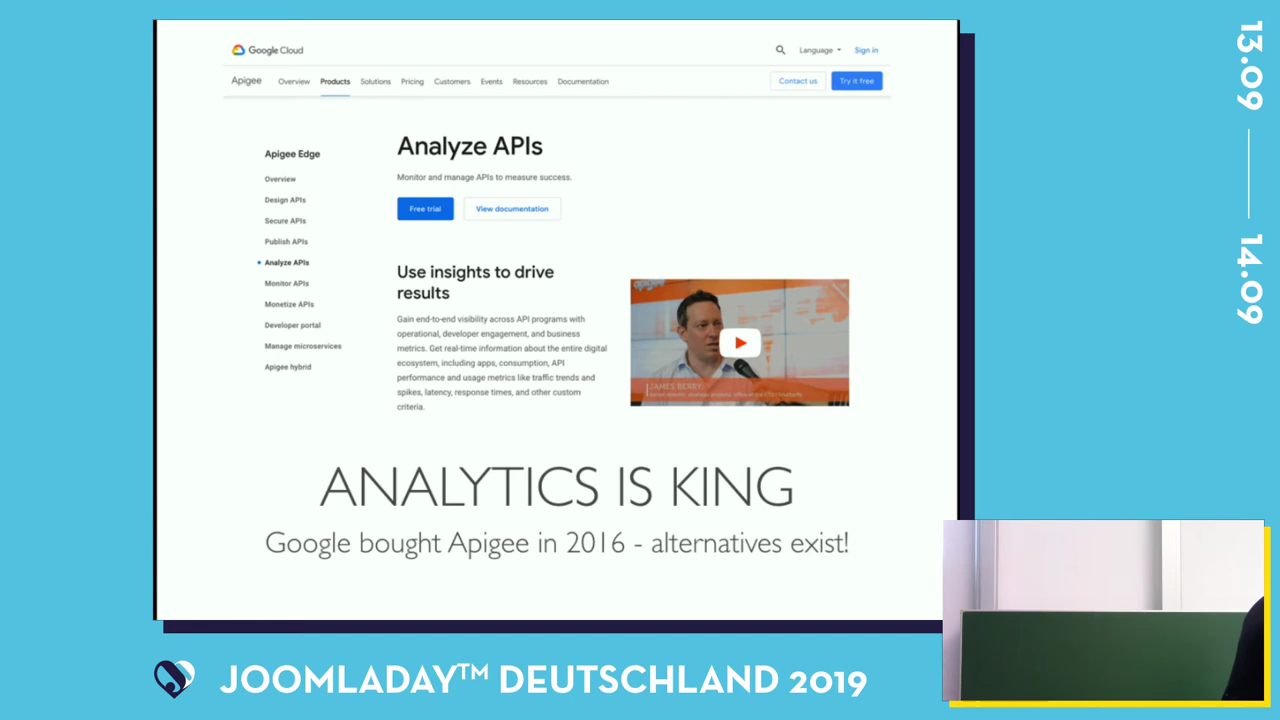 Google Cloud
Language
Sign in
Apigee
Overview
Products
Solutions
Pricing
Customers
Events
Resources
Documentation
Contact us
Try it free
Apigee Edge
Overview
Design APIs
Secure APIs
Publish APIs
Analyze APIs
Monitor APIs
Monetize APIs
Developer portal
Manage microservices
Apigee hybrid
Analyze APIs
Monitor and manage APIs to measure success.
Free trial
View documentation
Use insights to drive
results
Gain end-to-end visibility across API programs with
operational, developer engagement, and business
metrics. Get real-time information about the entire digital
ecosystem, including apps, consumption, API
performance and usage metrics like traffic trends and
spikes, latency, response times, and other custom
criteria.
apigee
JAMES BERRY
ANALYTICS IS KING
Google bought Apigee in 2016 - alternatives exist!
JOOMLADAY™ DEUTSCHLAND 2019
13.09
14.09